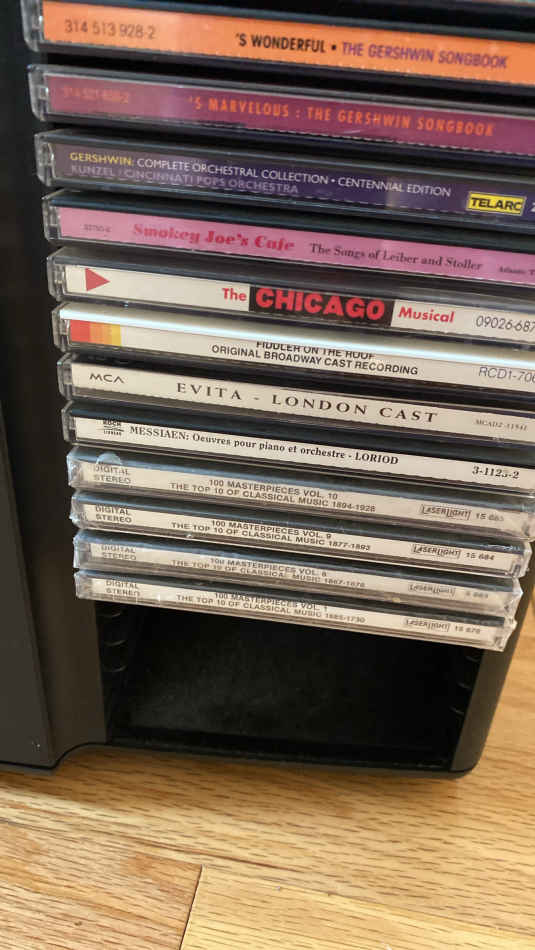 314 513 928-2 'S WONDERFUL • THE GERSHWIN SONGBOOK
'S MARVELOUS : THE GERSHWIN SONGBOOK
GERSHWIN: COMPLETE ORCHESTRAL COLLECTION • CENTENNIAL EDITION
KUNZEL / CINCINNATI POPS ORCHESTRA
TELARC
Smokey Joe's Cafe The Songs of Leiber and Stoller
The CHICAGO Musical 09026-687
FIDDLER ON THE ROOF
ORIGINAL BROADWAY CAST RECORDING RCD1-706
MCA EVITA - LONDON CAST MCAD2-11541
KOCH MESSIAEN: Oeuvres pour piano et orchestre - LORIOD 3-1123-2
DIGITAL
STEREO
100 MASTERPIECES VOL. 10
THE TOP 10 OF CLASSICAL MUSIC 1894-1928
LASERLIGHT 15 685
DIGITAL
STEREO
100 MASTERPIECES VOL. 9
THE TOP 10 OF CLASSICAL MUSIC 1877-1893
LASERLIGHT 15 684
DIGITAL
STEREO
100 MASTERPIECES VOL. 8
THE TOP 10 OF CLASSICAL MUSIC 1867-1876
LASERLIGHT
DIGITAL
STEREO
100 MASTERPIECES VOL. 1
THE TOP 10 OF CLASSICAL MUSIC 1685-1730
LASERLIGHT 15 676